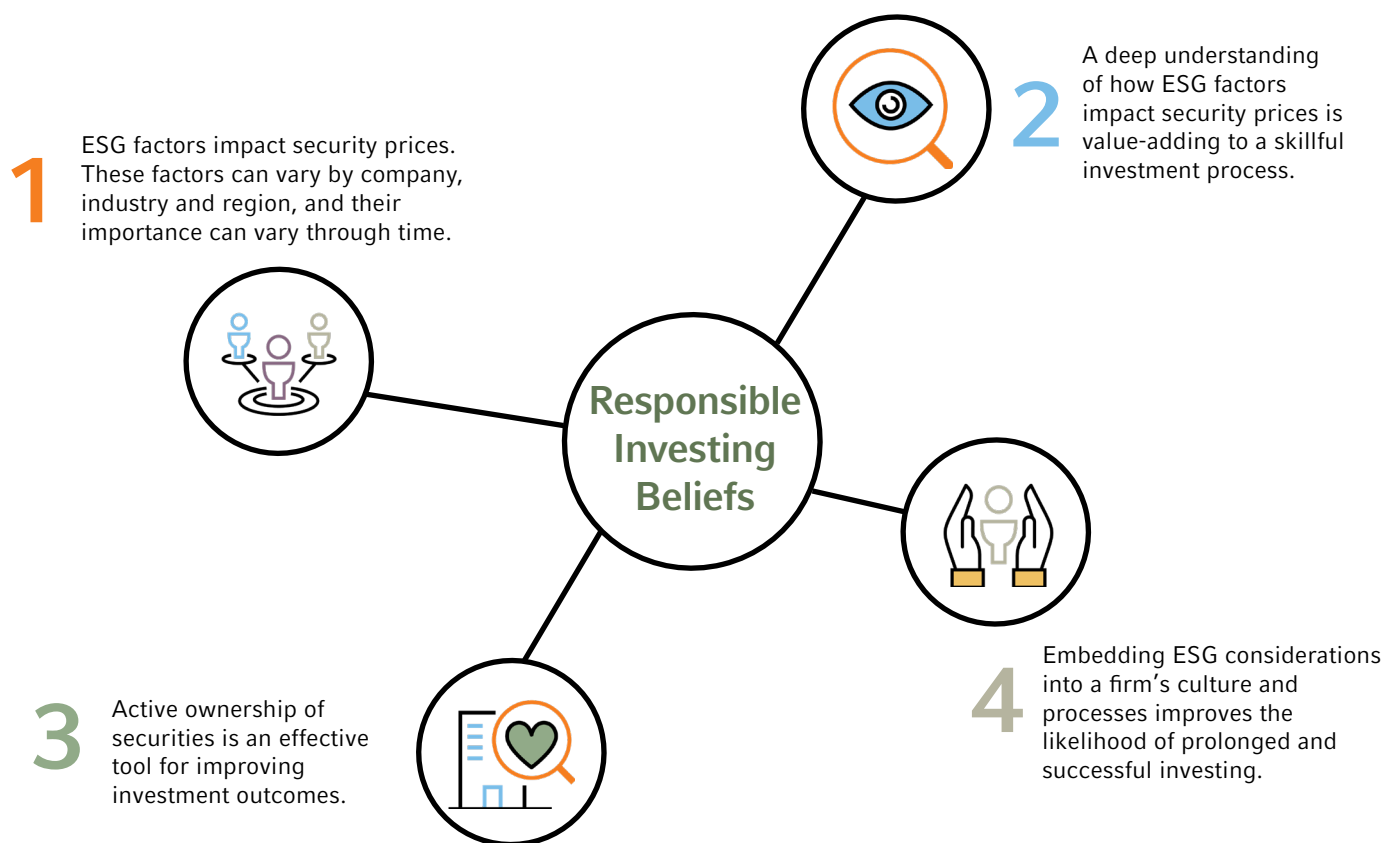 1
ESG factors impact security prices.
These factors can vary by company,
industry and region, and their
importance can vary through time.
2
A deep understanding
of how ESG factors
impact security prices is
value-adding to a skillful
investment process.
Responsible
Investing
Beliefs
3
Active ownership of
securities is an effective
tool for improving
investment outcomes.
4
Embedding ESG considerations
into a firm’s culture and
processes improves the
likelihood of prolonged and
successful investing.